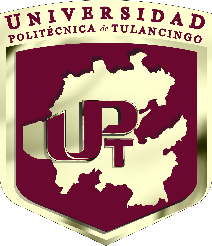 UNIVERSIDAD
POLITÉCNICA de TULANCINGO
UPT